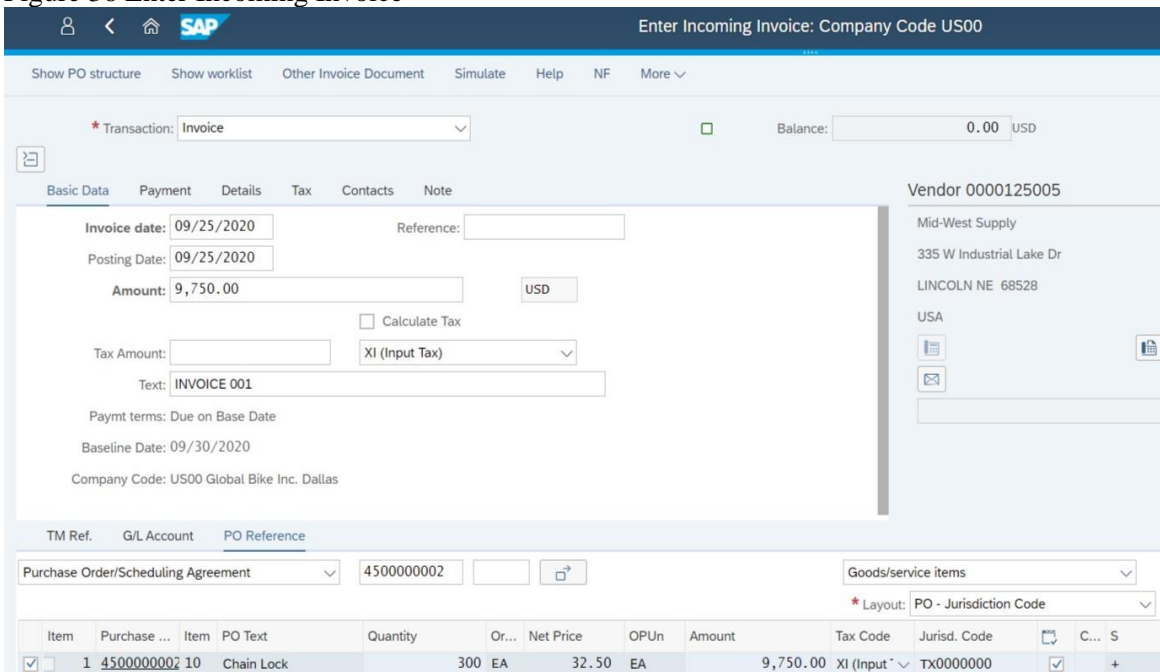 Figure 38 Enter Incoming Invoice
SAP Enter Incoming Invoice: Company Code US00
Show PO structure Show worklist Other Invoice Document Simulate Help NF More
* Transaction: Invoice Balance: 0.00 USD
Basic Data Payment Details Tax Contacts Note Vendor 0000125005
Invoice date: 09/25/2020 Reference: Mid-West Supply
Posting Date: 09/25/2020 335 W Industrial Lake Dr
Amount: 9,750.00 USD LINCOLN NE 68528
Calculate Tax USA
Tax Amount: XI (Input Tax)
Text: INVOICE 001
Paymt terms: Due on Base Date
Baseline Date: 09/30/2020
Company Code: US00 Global Bike Inc. Dallas
TM Ref. G/L Account PO Reference
Purchase Order/Scheduling Agreement 4500000002 Goods/service items
* Layout: PO - Jurisdiction Code
Item Purchase ... Item PO Text Quantity Or... Net Price OPUn Amount Tax Code Jurisd. Code C... S
1 4500000002 10 Chain Lock 300 EA 32.50 EA 9,750.00 XI (Input TX0000000 +